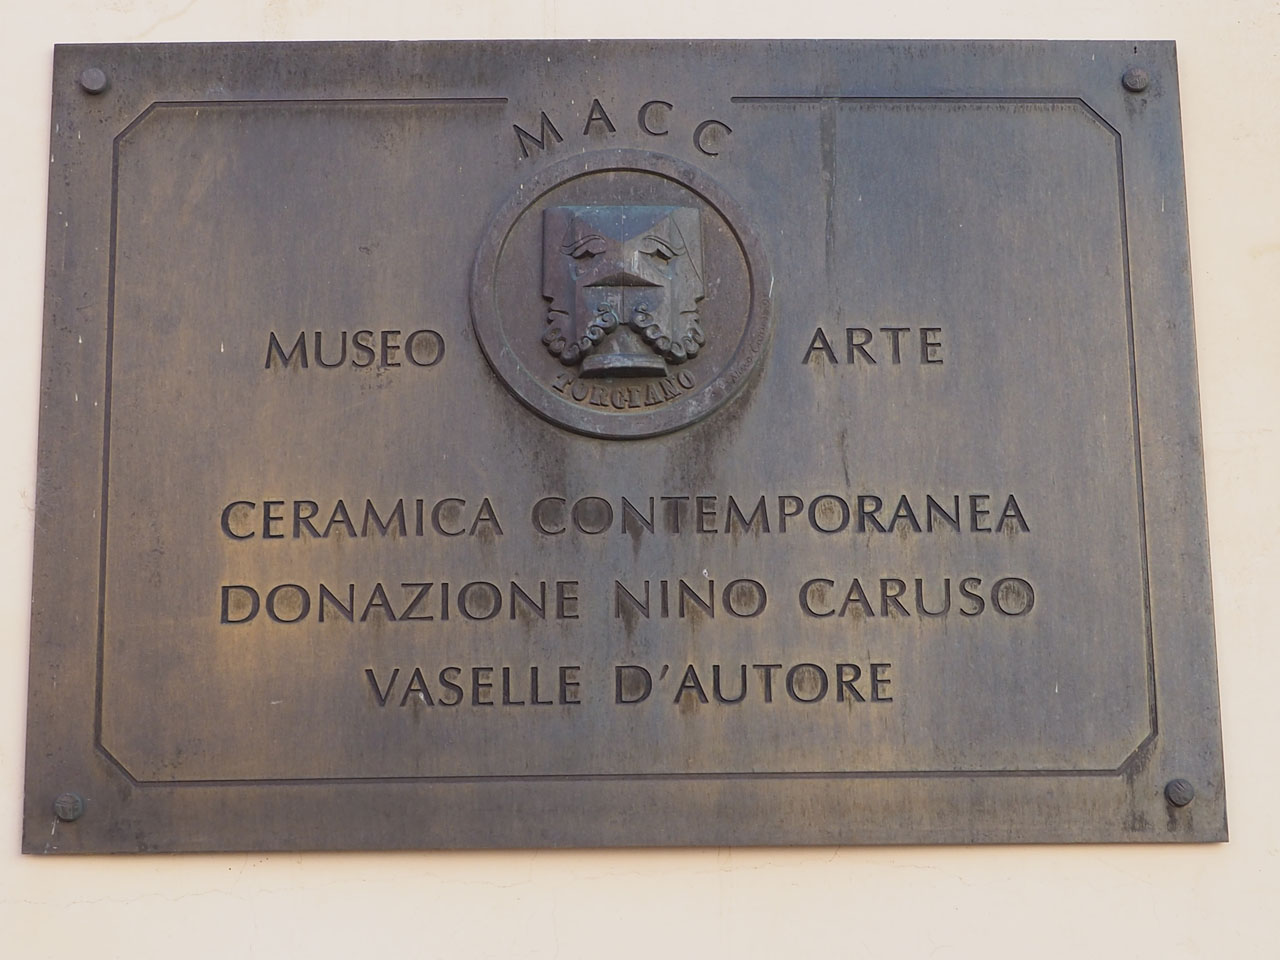 MACC
TORGIANO
MUSEO ARTE
CERAMICA CONTEMPORANEA
DONAZIONE NINO CARUSO
VASELLE D'AUTORE